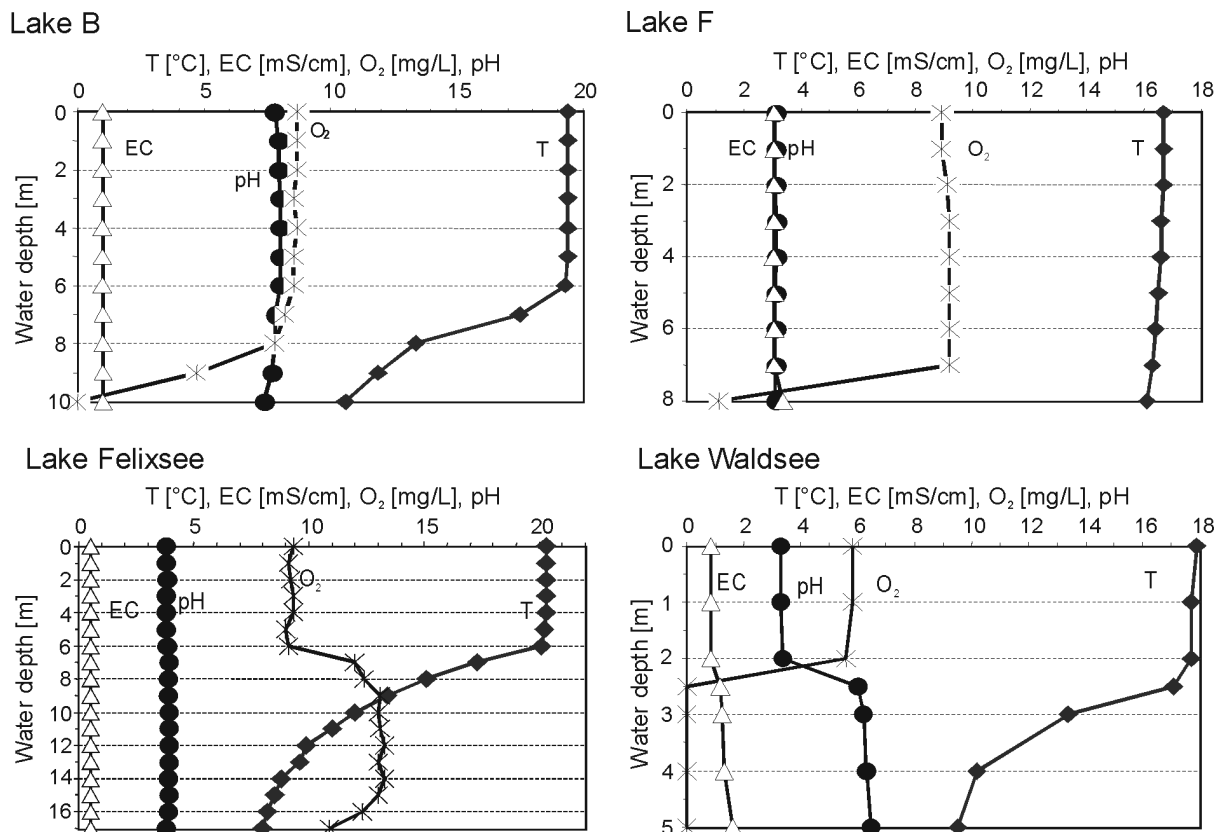 Lake B
T [°C], EC [mS/cm], O₂ [mg/L], pH
0 5 10 15 20
0
2
4
6
8
10
Water depth [m]
EC
pH
O₂
T
Lake F
T [°C], EC [mS/cm], O₂ [mg/L], pH
0 2 4 6 8 10 12 14 16 18
0
2
4
6
8
Water depth [m]
EC
pH
O₂
T
Lake Felixsee
T [°C], EC [mS/cm], O₂ [mg/L], pH
0 5 10 15 20
0
2
4
6
8
10
12
14
16
Water depth [m]
EC
pH
O₂
T
Lake Waldsee
T [°C], EC [mS/cm], O₂ [mg/L], pH
0 2 4 6 8 10 12 14 16 18
0
1
2
3
4
5
Water depth [m]
EC
pH
O₂
T